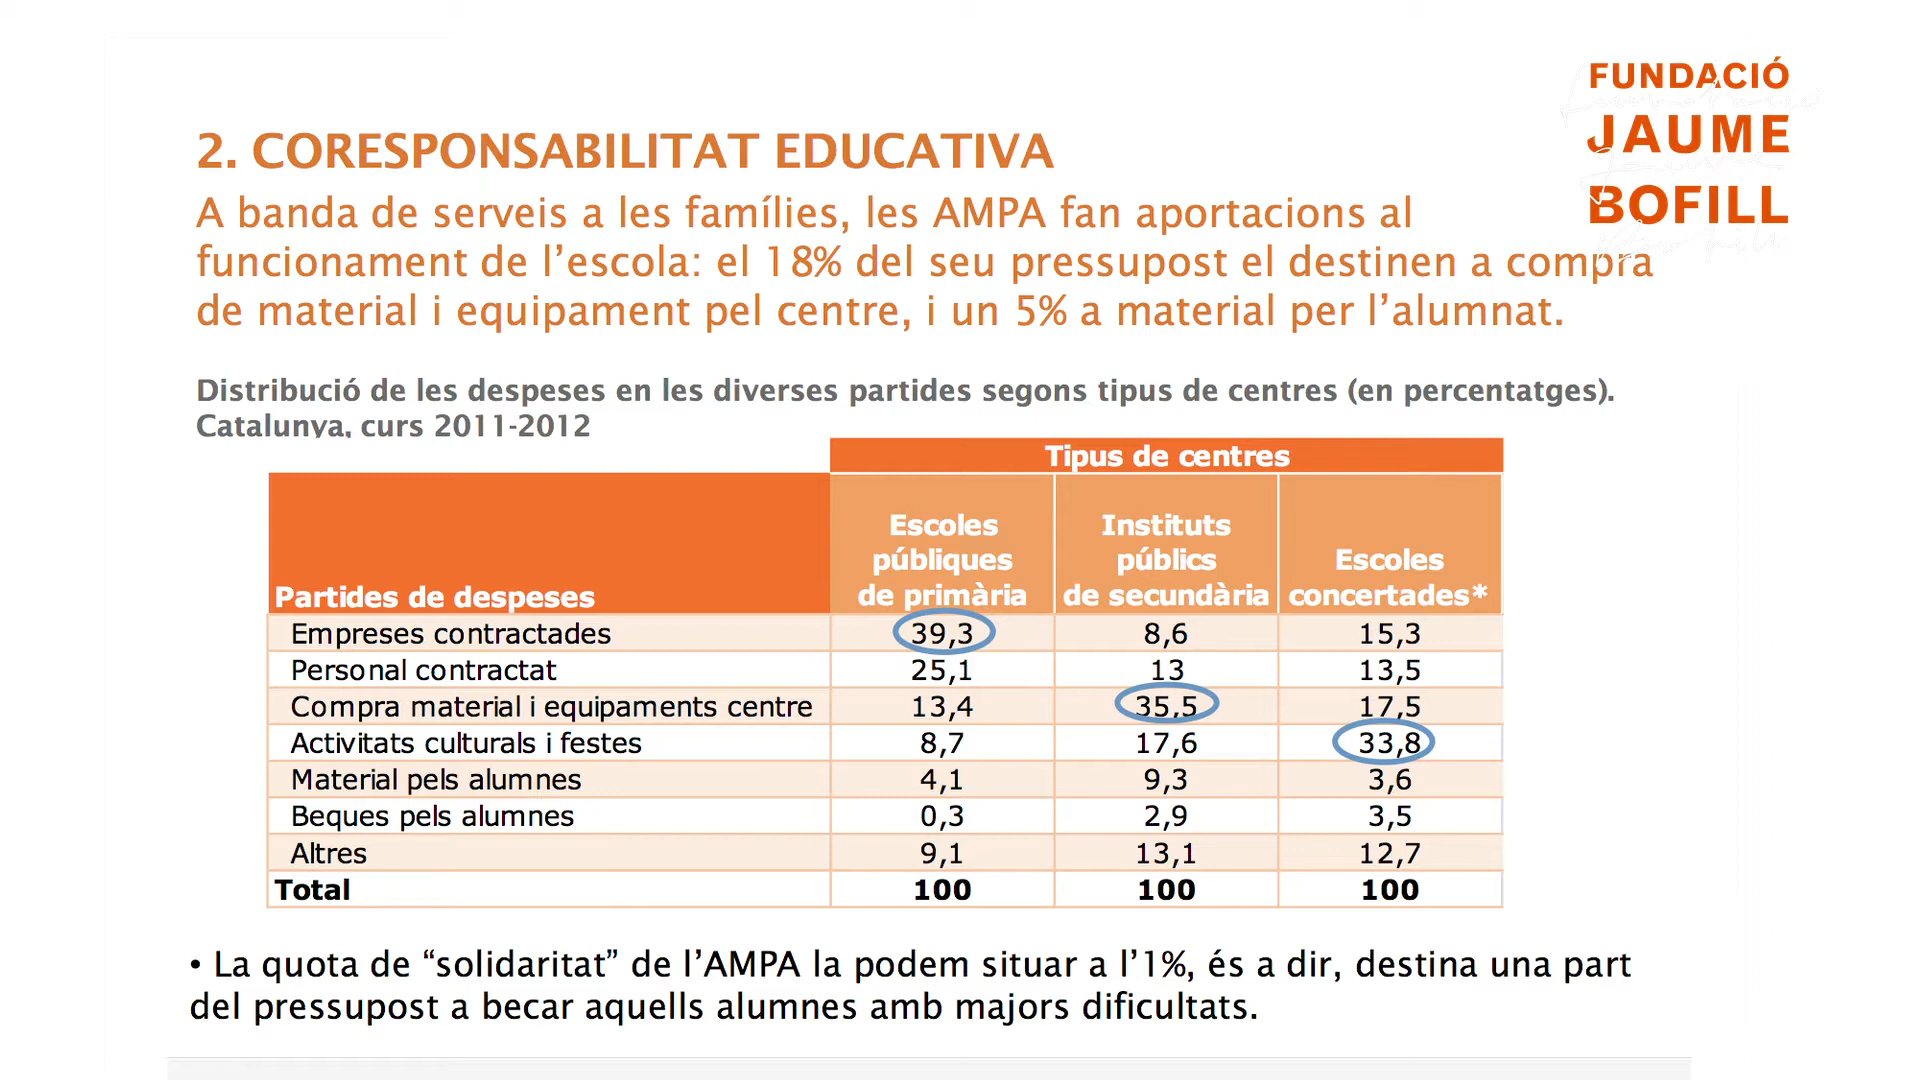 FUNDACIÓ
JAUME
BOFILL
2. CORESPONSABILITAT EDUCATIVA
A banda de serveis a les famílies, les AMPA fan aportacions al
funcionament de l’escola: el 18% del seu pressupost el destinen a compra
de material i equipament pel centre, i un 5% a material per l’alumnat.
Distribució de les despeses en les diverses partides segons tipus de centres (en percentatges).
Catalunya, curs 2011-2012
Tipus de centres
Partides de despeses
Escoles
públiques
de primària
Instituts
públics
de secundària
Escoles
concertades*
Empreses contractades 39,3 8,6 15,3
Personal contractat 25,1 13 13,5
Compra material i equipaments centre 13,4 35,5 17,5
Activitats culturals i festes 8,7 17,6 33,8
Material pels alumnes 4,1 9,3 3,6
Beques pels alumnes 0,3 2,9 3,5
Altres 9,1 13,1 12,7
Total 100 100 100
• La quota de “solidaritat” de l’AMPA la podem situar a l’1%, és a dir, destina una part
del pressupost a becar aquells alumnes amb majors dificultats.